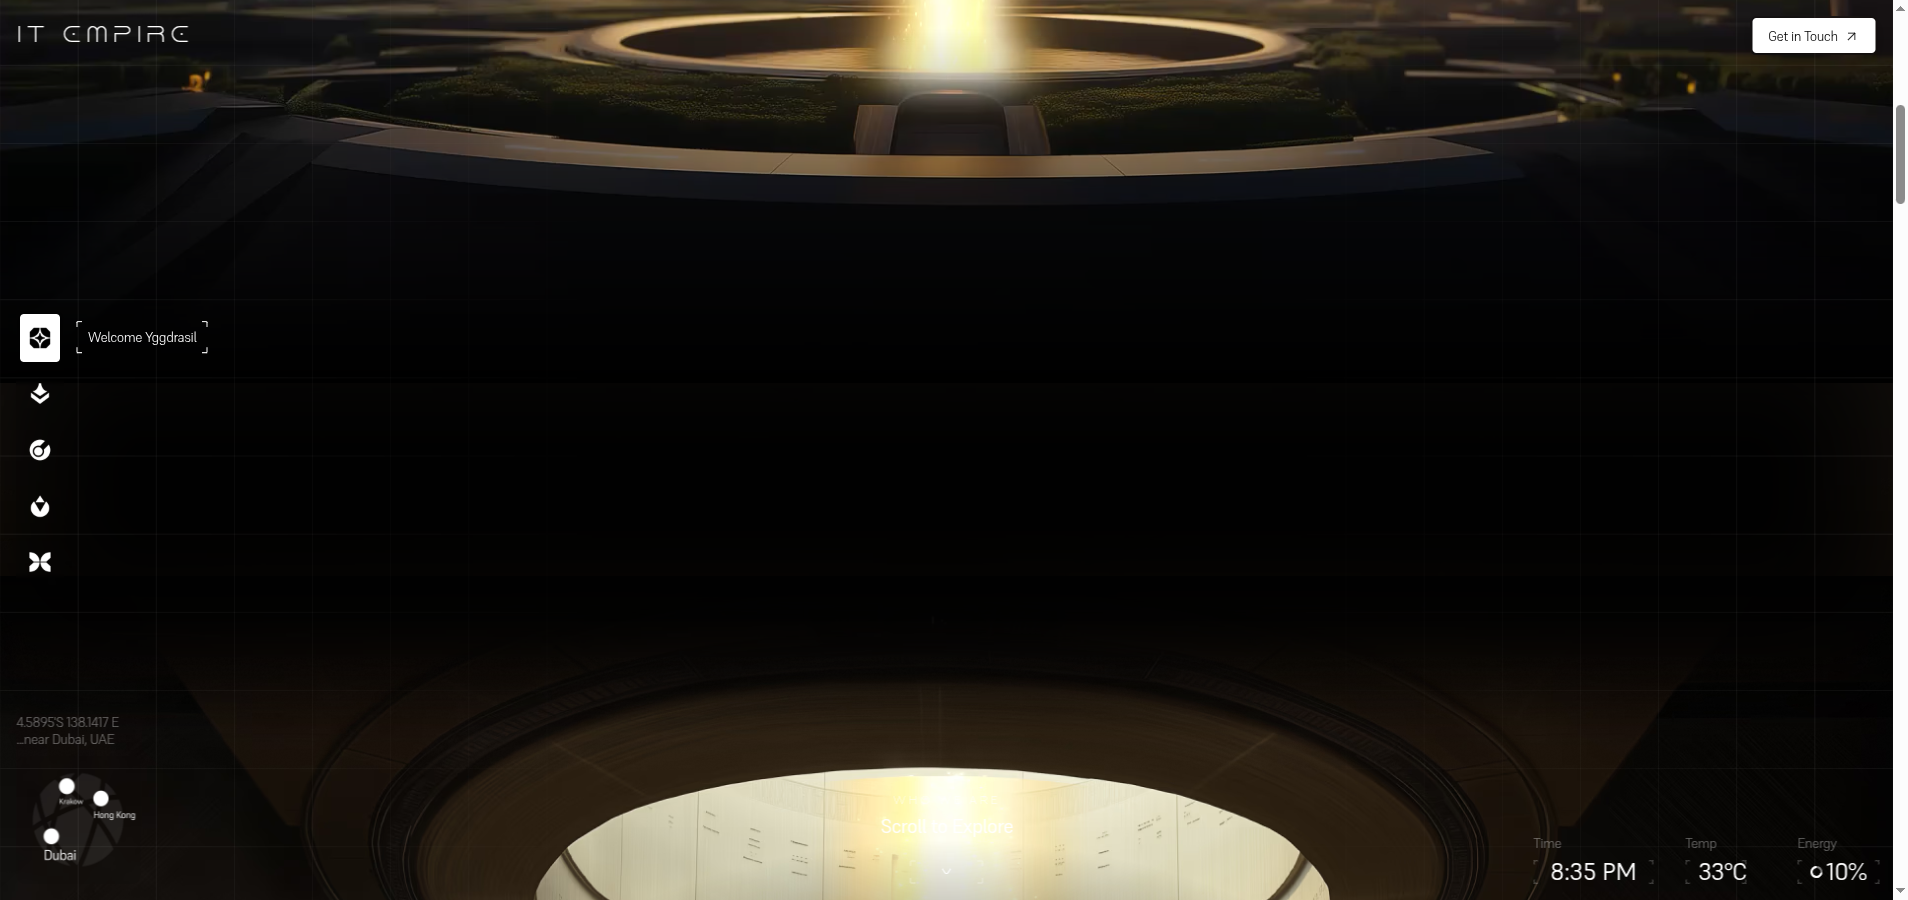 IT EMPIRE
Get in Touch
Welcome Yggdrasil
4.5895'S 138.1417 E
...near Dubai, UAE
Krakow
Hong Kong
Dubai
Scroll to Explore
Time
Temp
Energy
8:35 PM
33°C
10%